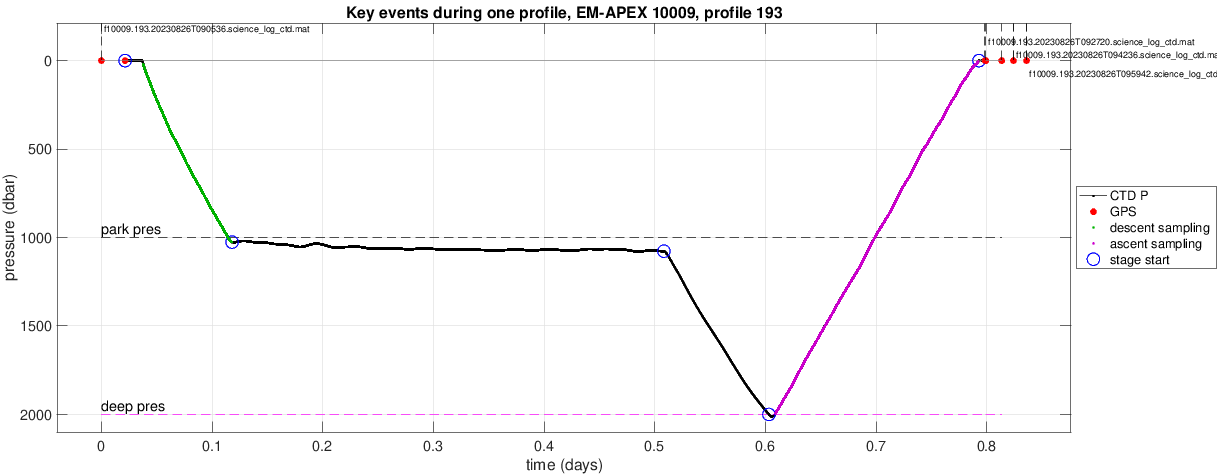 Key events during one profile, EM-APEX 10009, profile 193
f10009.193.20230826T090536.science_log_ctd.mat
f10009.193.20230826T092720.science_log_ctd.mat
f10009.193.20230826T094236.science_log_ctd.ma
f10009.193.20230826T095942.science_log_ctd
0
500
1000
1500
2000
pressure (dbar)
park pres
deep pres
CTD P
GPS
descent sampling
ascent sampling
stage start
0
0.1
0.2
0.3
0.4
0.5
0.6
0.7
0.8
time (days)